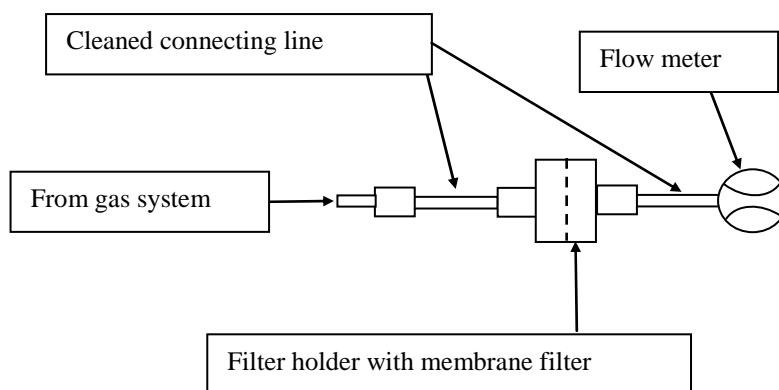 Cleaned connecting line
Flow meter
From gas system
Filter holder with membrane filter